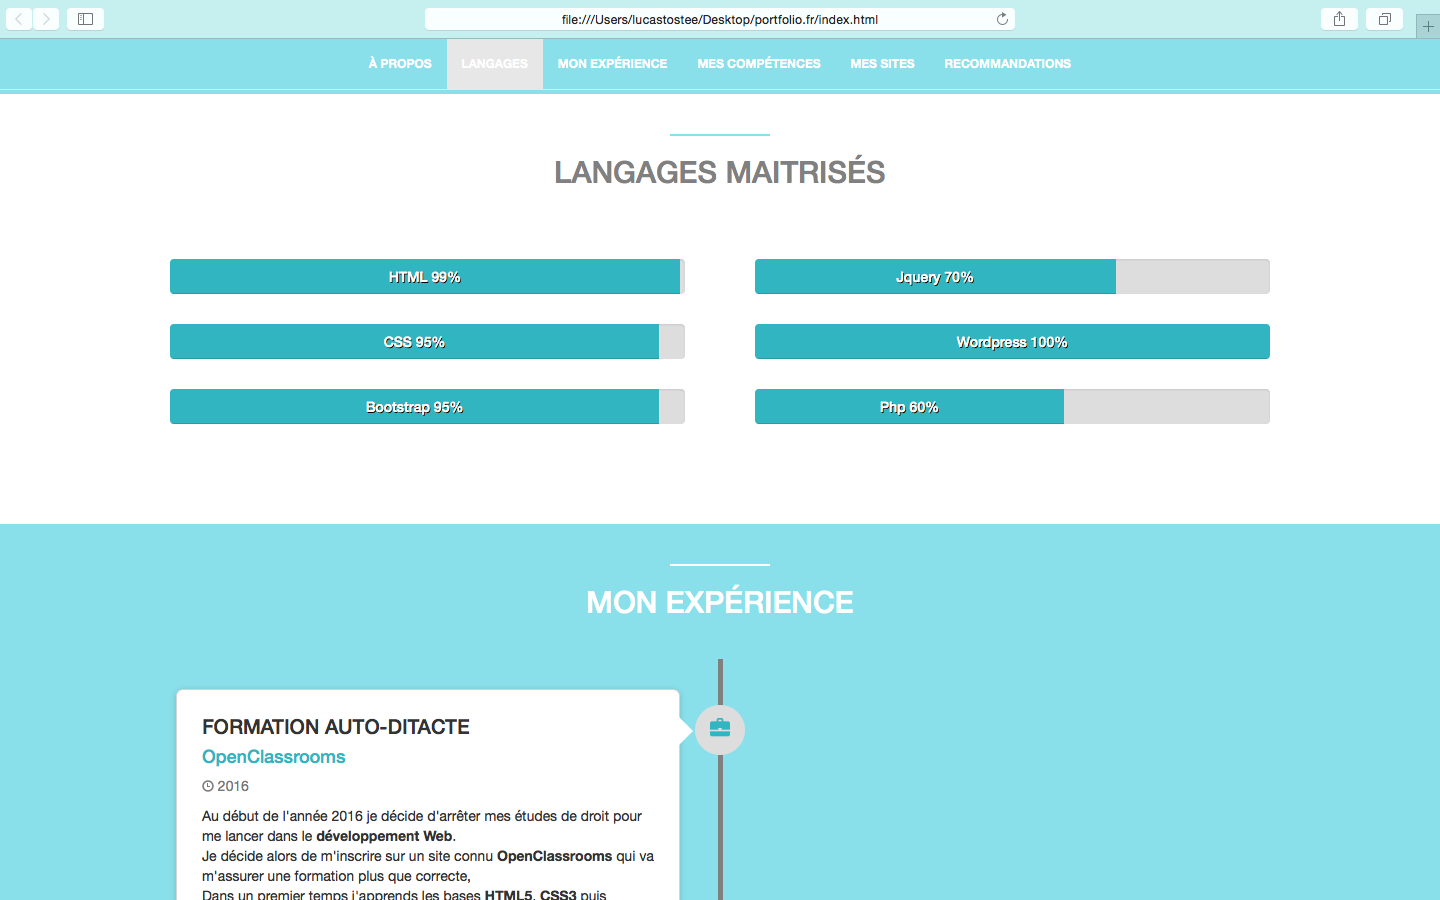 file:///Users/lucastostee/Desktop/portfolio.fr/index.html
À PROPOS LANGAGES MON EXPÉRIENCE MES COMPÉTENCES MES SITES RECOMMANDATIONS
LANGAGES MAITRISÉS
HTML 99%
Jquery 70%
CSS 95%
Wordpress 100%
Bootstrap 95%
Php 60%
MON EXPÉRIENCE
FORMATION AUTO-DITACTE
OpenClassrooms
2016
Au début de l'année 2016 je décide d'arrêter mes études de droit pour
me lancer dans le développement Web.
Je décide alors de m'inscrire sur un site connu OpenClassrooms qui va
m'assurer une formation plus que correcte,
Dans un premier temps j'apprends les bases HTML5, CSS3 puis